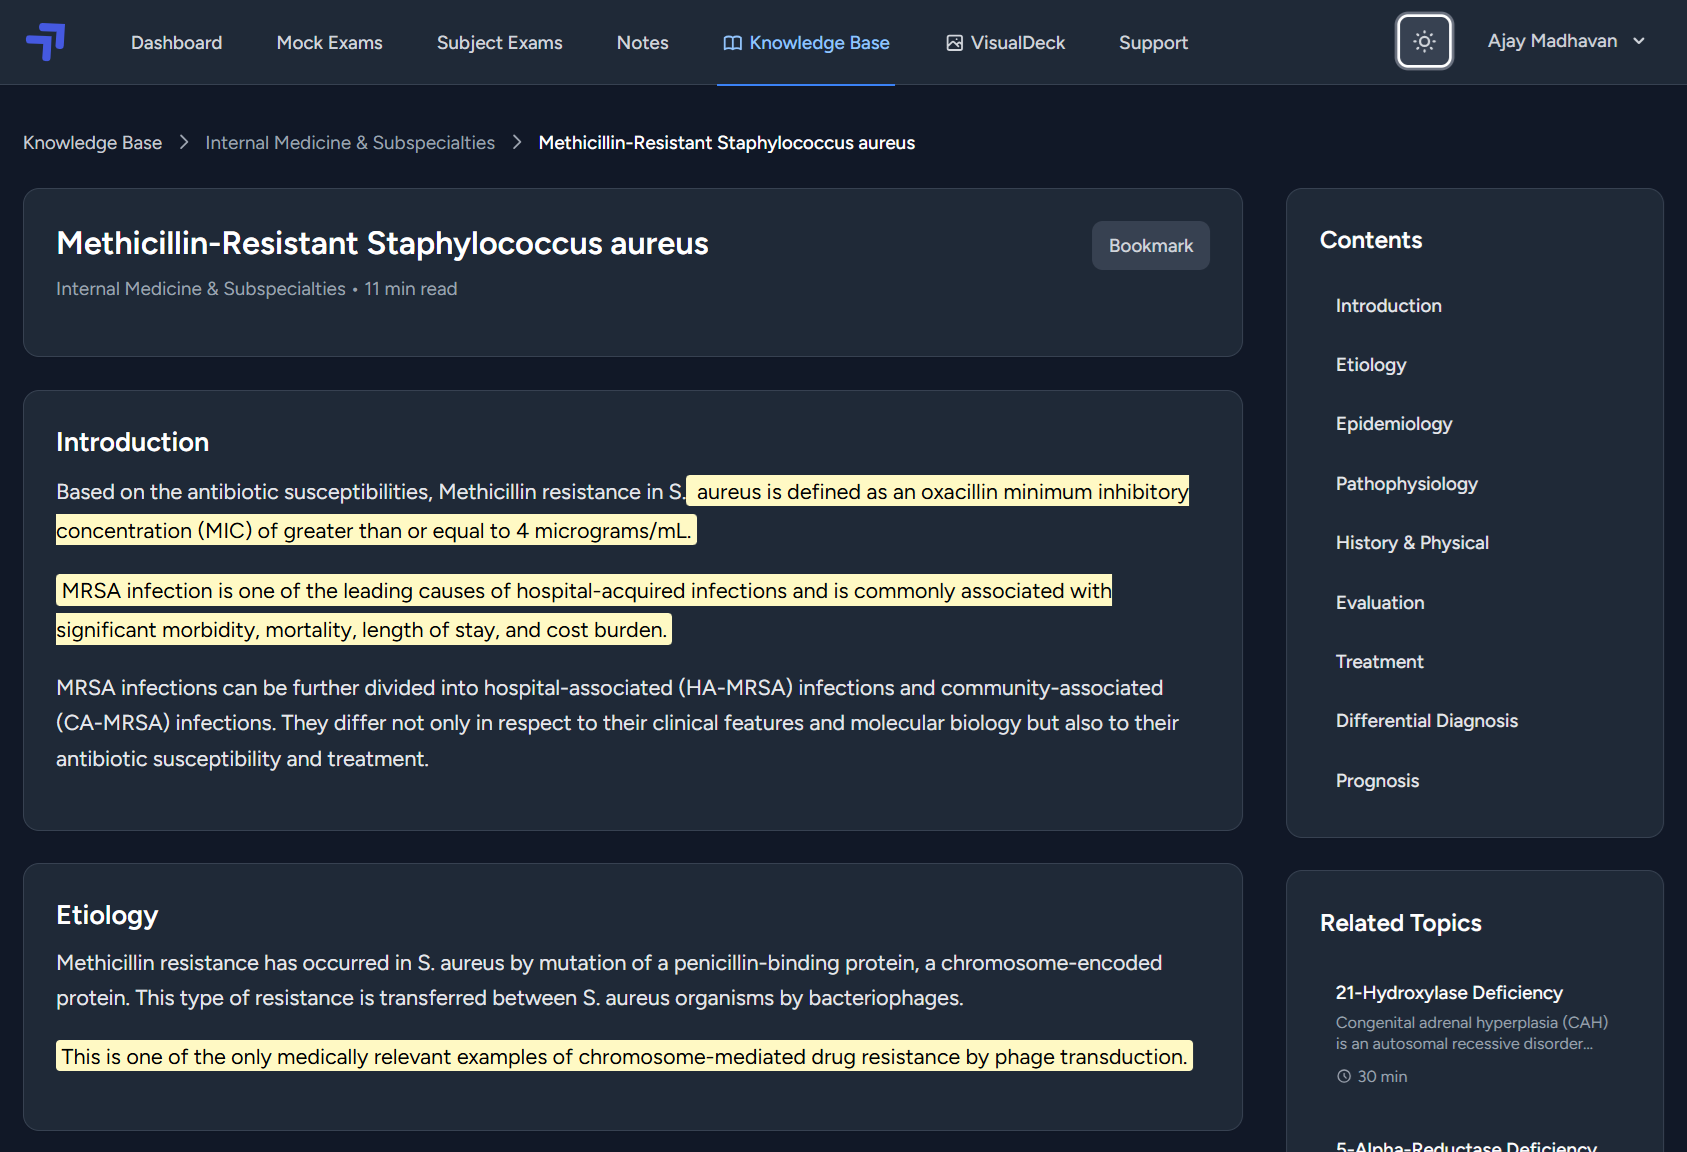 Dashboard
Mock Exams
Subject Exams
Notes
Knowledge Base
VisualDeck
Support
Ajay Madhavan
Knowledge Base > Internal Medicine & Subspecialties > Methicillin-Resistant Staphylococcus aureus
Methicillin-Resistant Staphylococcus aureus
Bookmark
Internal Medicine & Subspecialties • 11 min read
Introduction
Based on the antibiotic susceptibilities, Methicillin resistance in S. aureus is defined as an oxacillin minimum inhibitory
concentration (MIC) of greater than or equal to 4 micrograms/mL.
MRSA infection is one of the leading causes of hospital-acquired infections and is commonly associated with
significant morbidity, mortality, length of stay, and cost burden.
MRSA infections can be further divided into hospital-associated (HA-MRSA) infections and community-associated
(CA-MRSA) infections. They differ not only in respect to their clinical features and molecular biology but also to their
antibiotic susceptibility and treatment.
Etiology
Methicillin resistance has occurred in S. aureus by mutation of a penicillin-binding protein, a chromosome-encoded
protein. This type of resistance is transferred between S. aureus organisms by bacteriophages.
This is one of the only medically relevant examples of chromosome-mediated drug resistance by phage transduction.
Contents
Introduction
Etiology
Epidemiology
Pathophysiology
History & Physical
Evaluation
Treatment
Differential Diagnosis
Prognosis
Related Topics
21-Hydroxylase Deficiency
Congenital adrenal hyperplasia (CAH)
is an autosomal recessive disorder...
30 min
5-Alpha-Reductase Deficiency